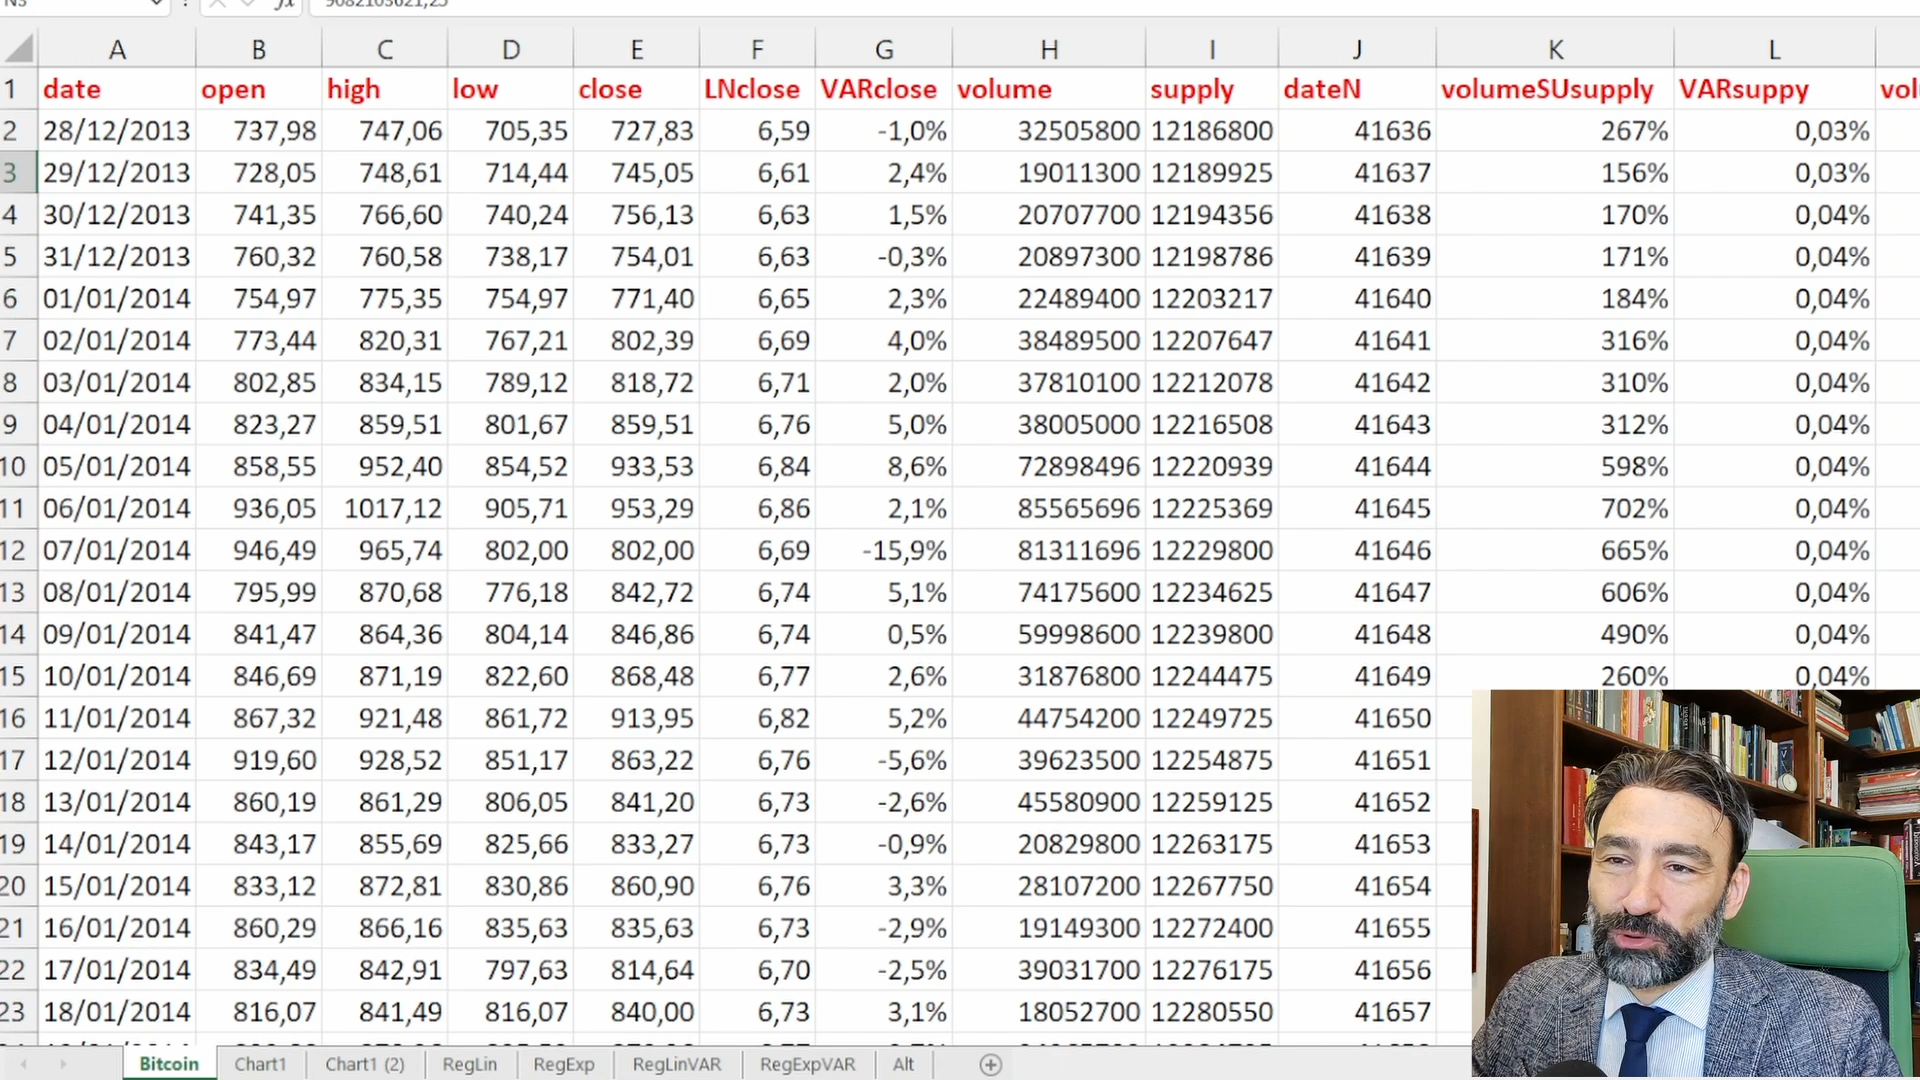 A B C D E F G H I J K L
1 date open high low close LNclose VARclose volume supply dateN volumeSUsupply VARsuppy
2 28/12/2013 737,98 747,06 705,35 727,83 6,59 -1,0% 32505800 12186800 41636 267% 0,03%
3 29/12/2013 728,05 748,61 714,44 745,05 6,61 2,4% 19011300 12189925 41637 156% 0,03%
4 30/12/2013 741,35 766,60 740,24 756,13 6,63 1,5% 20707700 12194356 41638 170% 0,04%
5 31/12/2013 760,32 760,58 738,17 754,01 6,63 -0,3% 20897300 12198786 41639 171% 0,04%
6 01/01/2014 754,97 775,35 754,97 771,40 6,65 2,3% 22489400 12203217 41640 184% 0,04%
7 02/01/2014 773,44 820,31 767,21 802,39 6,69 4,0% 38489500 12207647 41641 316% 0,04%
8 03/01/2014 802,85 834,15 789,12 818,72 6,71 2,0% 37810100 12212078 41642 310% 0,04%
9 04/01/2014 823,27 859,51 801,67 859,51 6,76 5,0% 38005000 12216508 41643 312% 0,04%
10 05/01/2014 858,55 952,40 854,52 933,53 6,84 8,6% 72898496 12220939 41644 598% 0,04%
11 06/01/2014 936,05 1017,12 905,71 953,29 6,86 2,1% 85565696 12225369 41645 702% 0,04%
12 07/01/2014 946,49 965,74 802,00 802,00 6,69 -15,9% 81311696 12229800 41646 665% 0,04%
13 08/01/2014 795,99 870,68 776,18 842,72 6,74 5,1% 74175600 12234625 41647 606% 0,04%
14 09/01/2014 841,47 864,36 804,14 846,86 6,74 0,5% 59998600 12239800 41648 490% 0,04%
15 10/01/2014 846,69 871,19 822,60 868,48 6,77 2,6% 31876800 12244475 41649 260% 0,04%
16 11/01/2014 867,32 921,48 861,72 913,95 6,82 5,2% 44754200 12249725 41650
17 12/01/2014 919,60 928,52 851,17 863,22 6,76 -5,6% 39623500 12254875 41651
18 13/01/2014 860,19 861,29 806,05 841,20 6,73 -2,6% 45580900 12259125 41652
19 14/01/2014 843,17 855,69 825,66 833,27 6,73 -0,9% 20829800 12263175 41653
20 15/01/2014 833,12 872,81 830,86 860,90 6,76 3,3% 28107200 12267750 41654
21 16/01/2014 860,29 866,16 835,63 835,63 6,73 -2,9% 19149300 12272400 41655
22 17/01/2014 834,49 842,91 797,63 814,64 6,70 -2,5% 39031700 12276175 41656
23 18/01/2014 816,07 841,49 816,07 840,00 6,73 3,1% 18052700 12280550 41657
Bitcoin Chart1 Chart1 (2) RegLin RegExp RegLinVAR RegExpVAR Alt